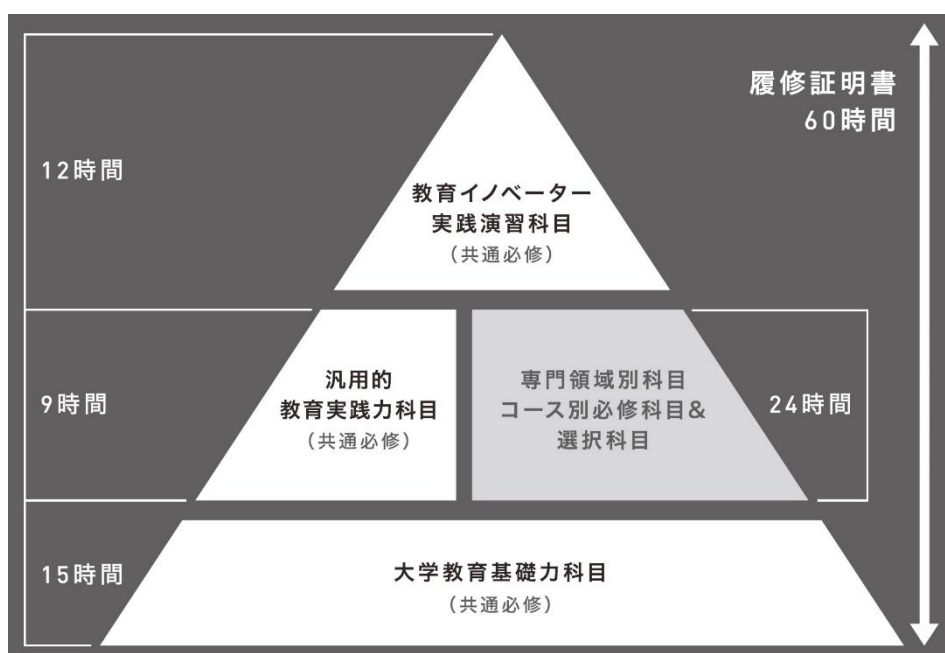 履修証明書
60時間
12時間
教育イノベーター
実践演習科目
(共通必修)
9時間
汎用的
教育実践力科目
(共通必修)
専門領域別科目
コース別必修科目&
選択科目
24時間
15時間
大学教育基礎力科目
(共通必修)